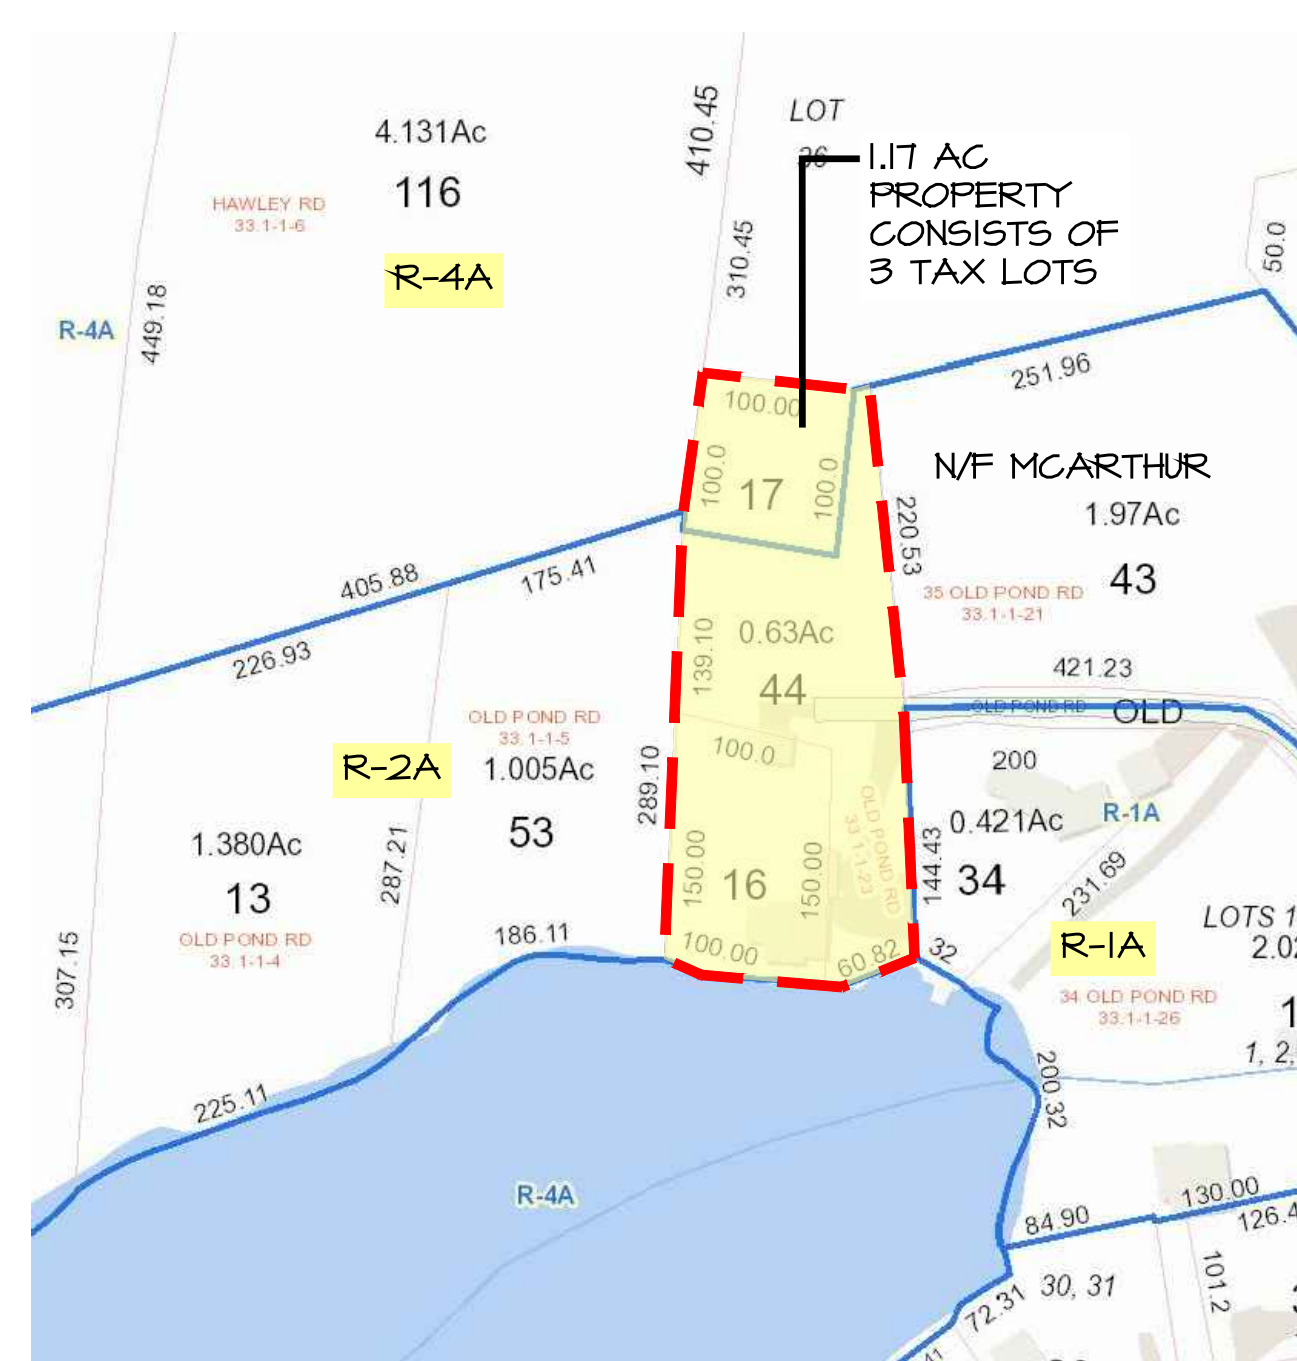 410.45
LOT
36
4.131Ac
116
HAWLEY RD
33.1-1-6
R-4A
1.17 AC
PROPERTY
CONSISTS OF
3 TAX LOTS
310.45
50.0
449.18
R-4A
251.96
100.00
100.0
17
100.0
N/F MCARTHUR
1.97Ac
43
220.53
35 OLD POND RD
33.1-1-21
405.88
175.41
226.93
139.10
0.63Ac
44
421.23
OLD POND RD
OLD
OLD POND RD
33.1-1-5
R-2A
1.005Ac
53
289.10
100.0
200
0.421Ac
R-1A
34
144.43
OLD POND RD
33.1-1-23
1.380Ac
13
OLD POND RD
33.1-1-4
287.21
150.00
16
150.00
231.69
LOTS 1
2.02
R-1A
186.11
100.00
60.82
32
307.15
34 OLD POND RD
33.1-1-26
1
1, 2,
200.32
225.11
R-4A
130.00
126.4
84.90
101.2
30, 31
72.31
41